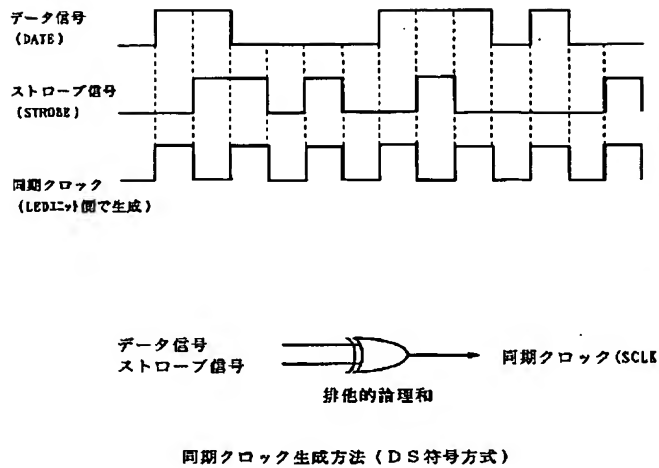 データ信号
(DATE)
ストローブ信号
(STROBE)
同期クロック
(LEDユニット側で生成)
データ信号
ストローブ信号
同期クロック(SCLK
排他的論理和
同期クロック生成方法(DS符号方式)